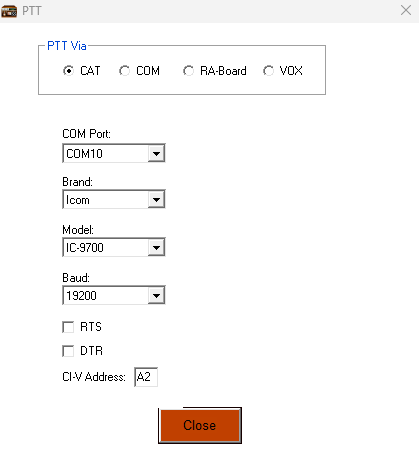 PTT
PTT Via
CAT COM RA-Board VOX
COM Port:
COM10
Brand:
Icom
Model:
IC-9700
Baud:
19200
RTS
DTR
CI-V Address: A2
Close